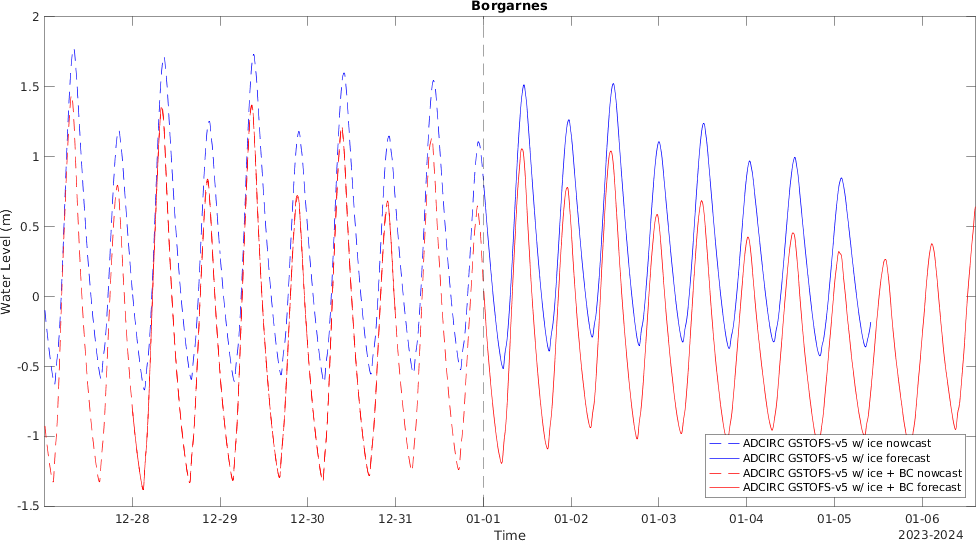 Borgarnes
2
1.5
1
0.5
0
-0.5
-1
-1.5
Water Level (m)
12-28
12-29
12-30
12-31
01-01
01-02
01-03
01-04
01-05
01-06
Time
2023-2024
ADCIRC GSTOFS-v5 w/ ice nowcast
ADCIRC GSTOFS-v5 w/ ice forecast
ADCIRC GSTOFS-v5 w/ ice + BC nowcast
ADCIRC GSTOFS-v5 w/ ice + BC forecast